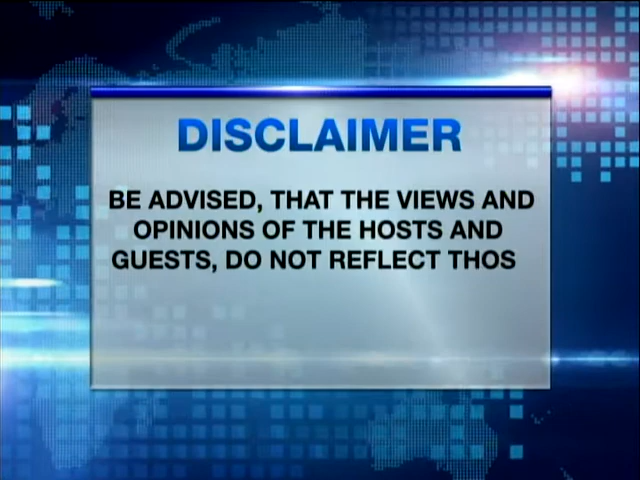 DISCLAIMER
BE ADVISED, THAT THE VIEWS AND
OPINIONS OF THE HOSTS AND
GUESTS, DO NOT REFLECT THOS